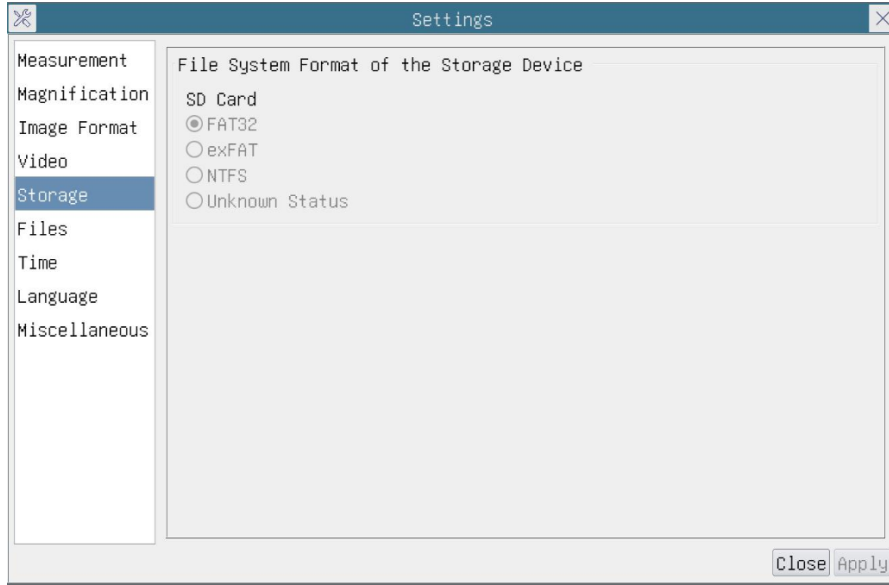 Settings
Measurement
Magnification
Image Format
Video
Storage
Files
Time
Language
Miscellaneous
File System Format of the Storage Device
SD Card
FAT32
exFAT
NTFS
Unknown Status
Close
Apply